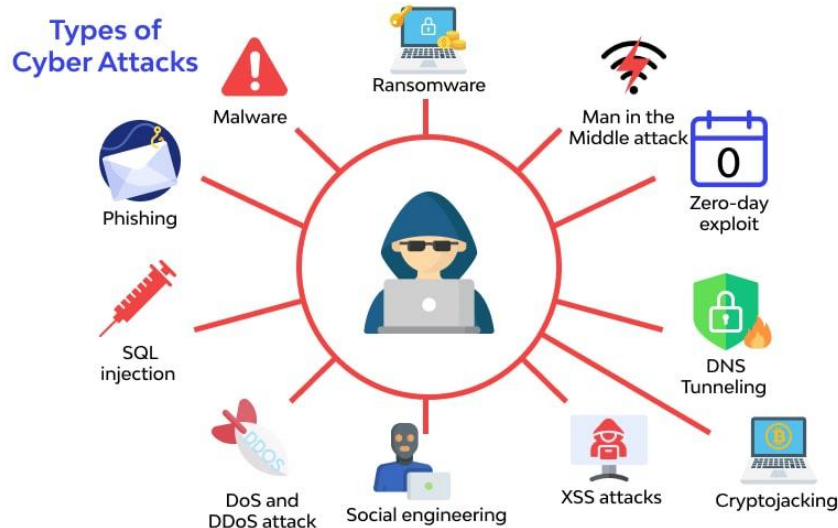 Types of
Cyber Attacks
Malware
Ransomware
Man in the
Middle attack
Phishing
0
Zero-day
exploit
SQL
injection
DNS
Tunneling
DDOS
DoS and
DDoS attack
Social engineering
XSS attacks
Cryptojacking